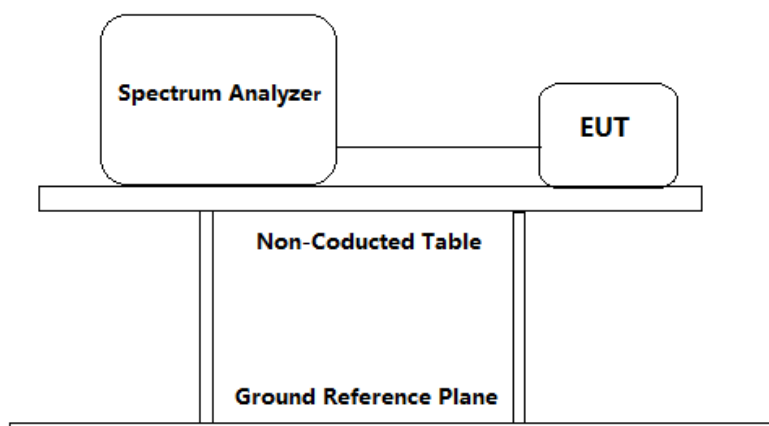 Spectrum Analyzer
EUT
Non-Coducted Table
Ground Reference Plane